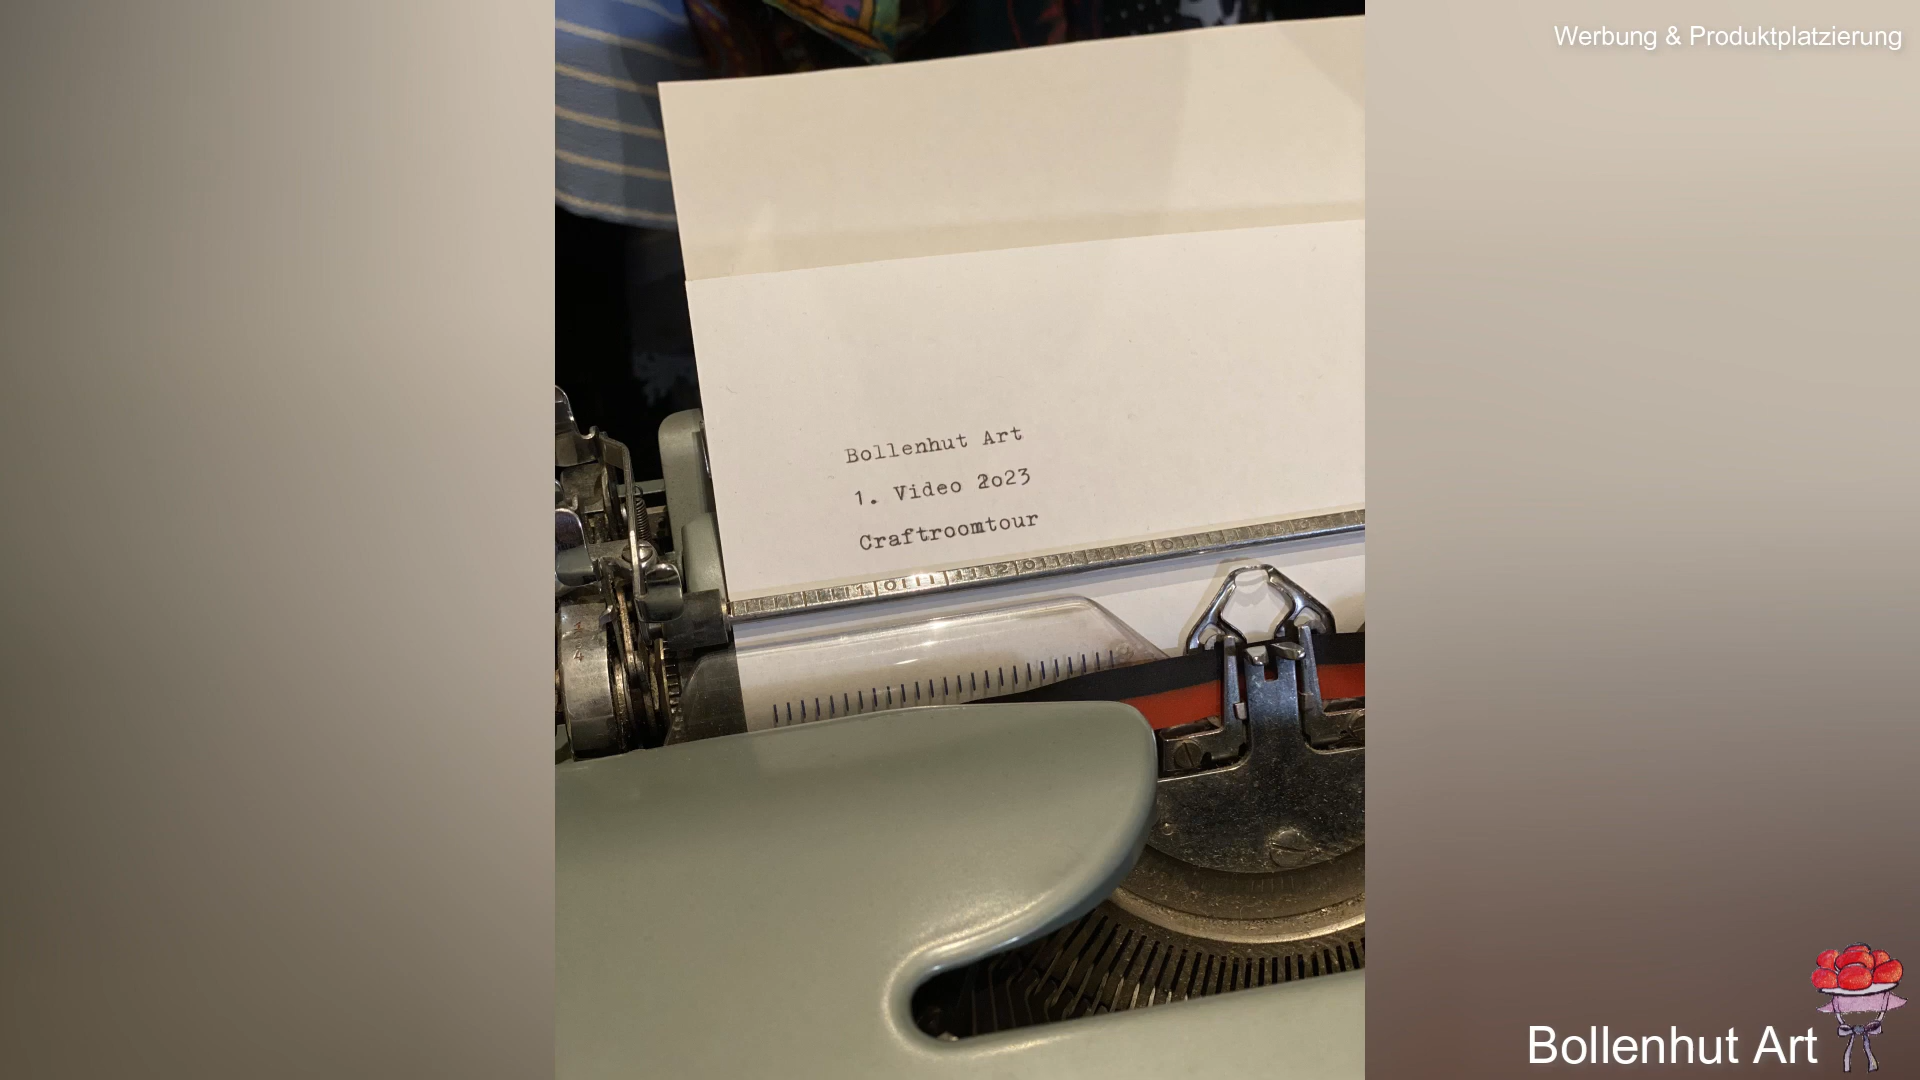 Werbung & Produktplatzierung
Bollenhut Art
1. Video 2o23
Craftroomtour
Bollenhut Art